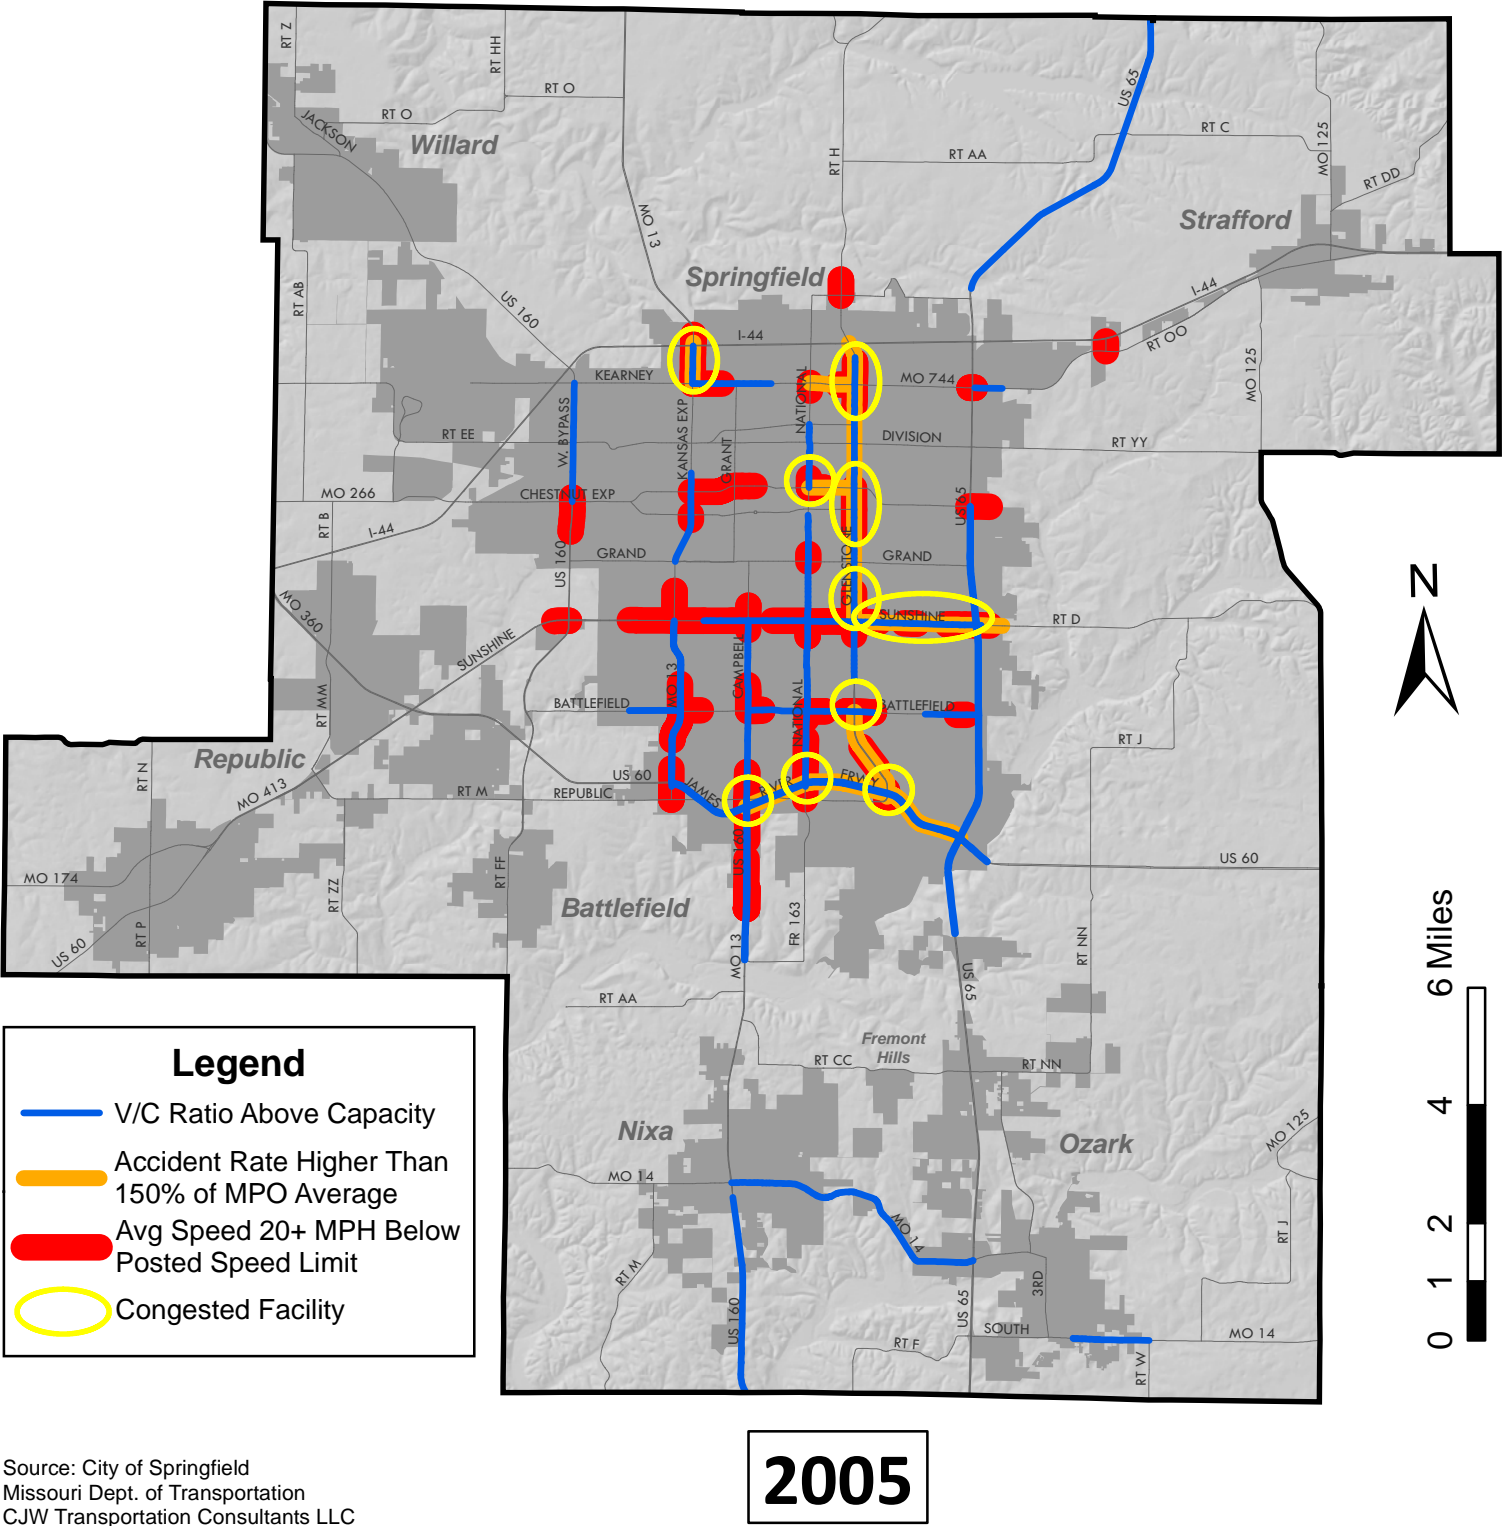 RT Z
RT HH
RT O
RT O
JACKSON
Willard
US 65
RT C
RT AA
RT H
MO 125
RT DD
Strafford
MO 13
Springfield
RT AB
US 160
I-44
I-44
RT OO
MO 125
KEARNEY
MO 744
NATIONAL
W. BYPASS
KANSAS EXP
GRANT
RT EE
DIVISION
RT YY
MO 266
CHESTNUT EXP
US 65
RT B
I-44
GRAND
GRAND
US 160
GLENSTONE
MO 360
SUNSHINE
SUNSHINE
RT D
CAMPBELL
MO 13
RT MM
BATTLEFIELD
BATTLEFIELD
NATIONAL
RT J
Republic
RT N
MO 413
US 60
RT M
REPUBLIC
JAMES
RIVER
FRWY
US 160
US 60
MO 174
RT FF
RT ZZ
Battlefield
RT P
US 60
FR 163
MO 13
RT NN
US 65
RT AA
Fremont
Hills
RT CC
RT NN
Nixa
Ozark
MO 125
MO 14
MO 14
RT J
RT M
3RD
US 160
US 65
SOUTH
RT F
MO 14
RT W
N
6 Miles
4
2
1
0
Legend
V/C Ratio Above Capacity
Accident Rate Higher Than
150% of MPO Average
Avg Speed 20+ MPH Below
Posted Speed Limit
Congested Facility
2005
Source: City of Springfield
Missouri Dept. of Transportation
CJW Transportation Consultants LLC